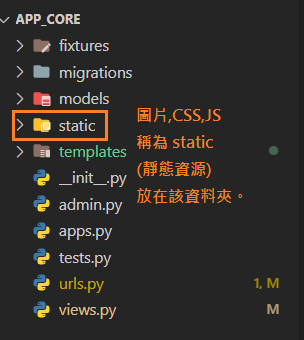 APP_CORE
fixtures
migrations
models
static
templates
__init__.py
admin.py
apps.py
tests.py
urls.py 1, M
views.py M
圖片,CSS,JS
稱為 static
(靜態資源)
放在該資料夾。